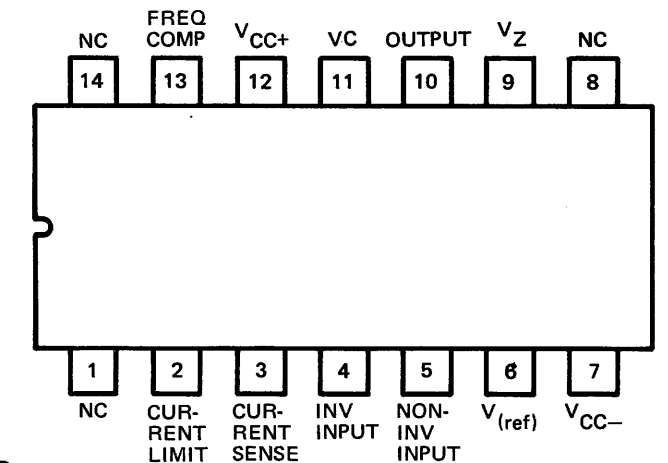 NC FREQ COMP VCC+ VC OUTPUT VZ NC
14 13 12 11 10 9 8
1 2 3 4 5 6 7
NC CUR-RENT LIMIT CUR-RENT SENSE INV INPUT NON-INV INPUT V(ref) VCC–